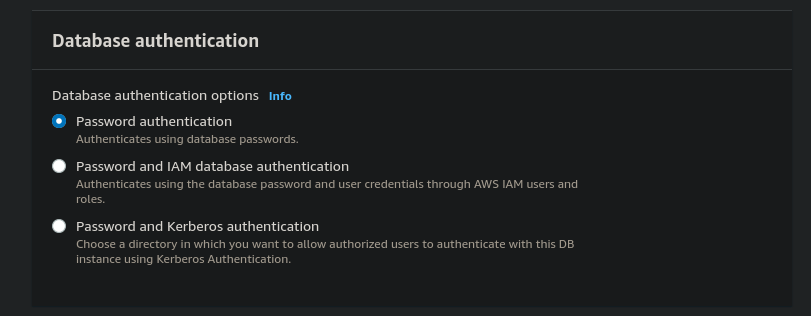 Database authentication
Database authentication options Info
Password authentication
Authenticates using database passwords.
Password and IAM database authentication
Authenticates using the database password and user credentials through AWS IAM users and
roles.
Password and Kerberos authentication
Choose a directory in which you want to allow authorized users to authenticate with this DB
instance using Kerberos Authentication.